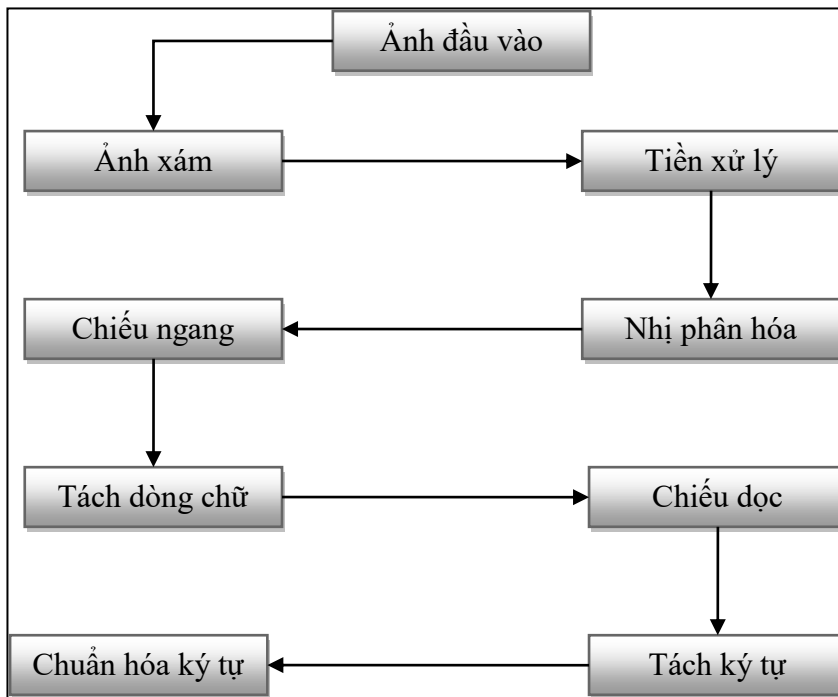 Ảnh đầu vào
Ảnh xám
Tiền xử lý
Nhị phân hóa
Chiếu ngang
Tách dòng chữ
Chiếu dọc
Tách ký tự
Chuẩn hóa ký tự